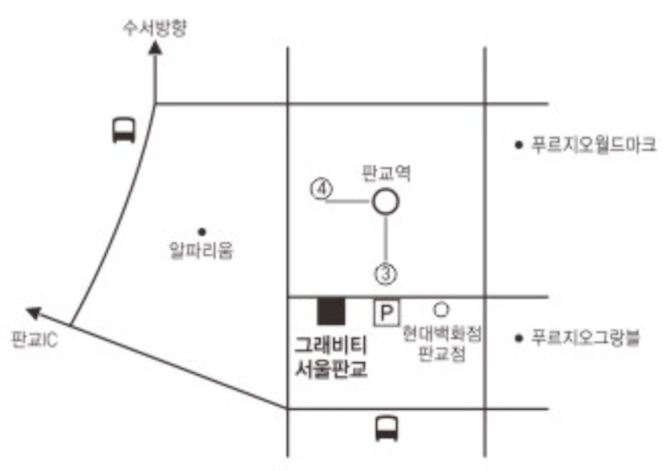 수서방향
푸르지오월드마크
판교역
④
알파리움
③
P
판교IC
그래비티
서울판교
현대백화점
판교점
푸르지오그랑블